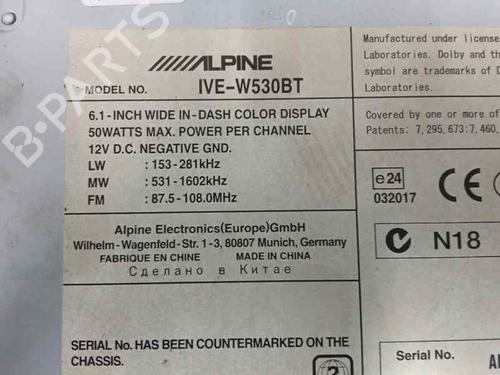 ALPINE
MODEL NO. IVE-W530BT
6.1-INCH WIDE IN-DASH COLOR DISPLAY
50WATTS MAX. POWER PER CHANNEL
12V D.C. NEGATIVE GND.
LW : 153-281kHz
MW : 531-1602kHz
FM : 87.5-108.0MHz
Alpine Electronics(Europe)GmbH
Wilhelm-Wagenfeld-Str. 1-3, 80807 Munich, Germany
FABRIQUE EN CHINE MADE IN CHINA
Сделано в Китае
SERIAL No. HAS BEEN COUNTERMARKED ON THE
CHASSIS.
?
Manufactured under license
Laboratories. Dolby and th
symbol are trademarks of D
Laboratories.
Covered by one or more of
Patents: 7,295,673;7,460,
e24
032017
CE
N18
Serial No.
B-PARTS